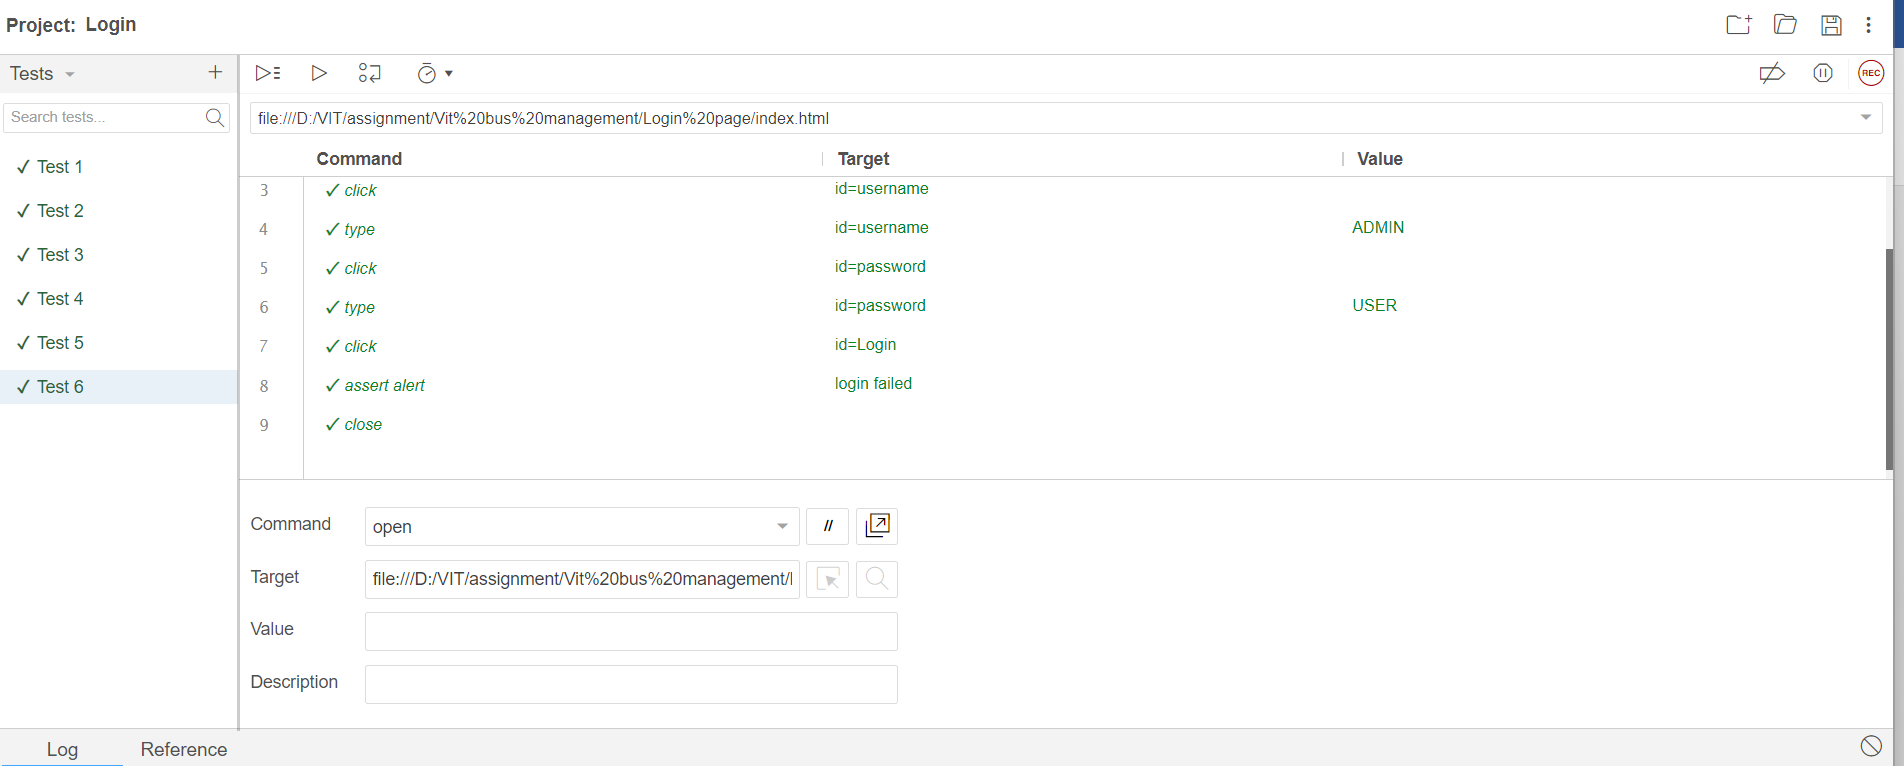 Project: Login
Tests
Search tests...
✓ Test 1
✓ Test 2
✓ Test 3
✓ Test 4
✓ Test 5
✓ Test 6
REC
file:///D:/VIT/assignment/Vit%20bus%20management/Login%20page/index.html
Command Target Value
3 ✓ click id=username
4 ✓ type id=username ADMIN
5 ✓ click id=password
6 ✓ type id=password USER
7 ✓ click id=Login
8 ✓ assert alert login failed
9 ✓ close
Command open //
Target file:///D:/VIT/assignment/Vit%20bus%20management/
Value
Description
Log Reference